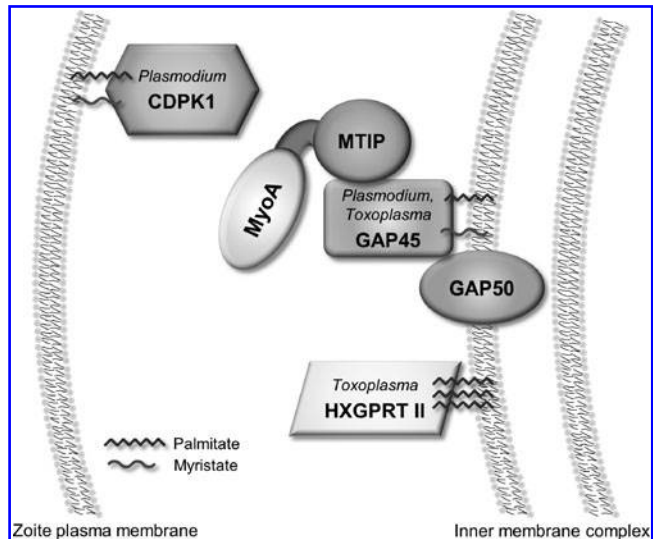 Plasmodium
CDPK1
MTIP
MyoA
Plasmodium,
Toxoplasma
GAP45
GAP50
Toxoplasma
HXGPRT II
Palmitate
Myristate
Zoite plasma membrane
Inner membrane complex